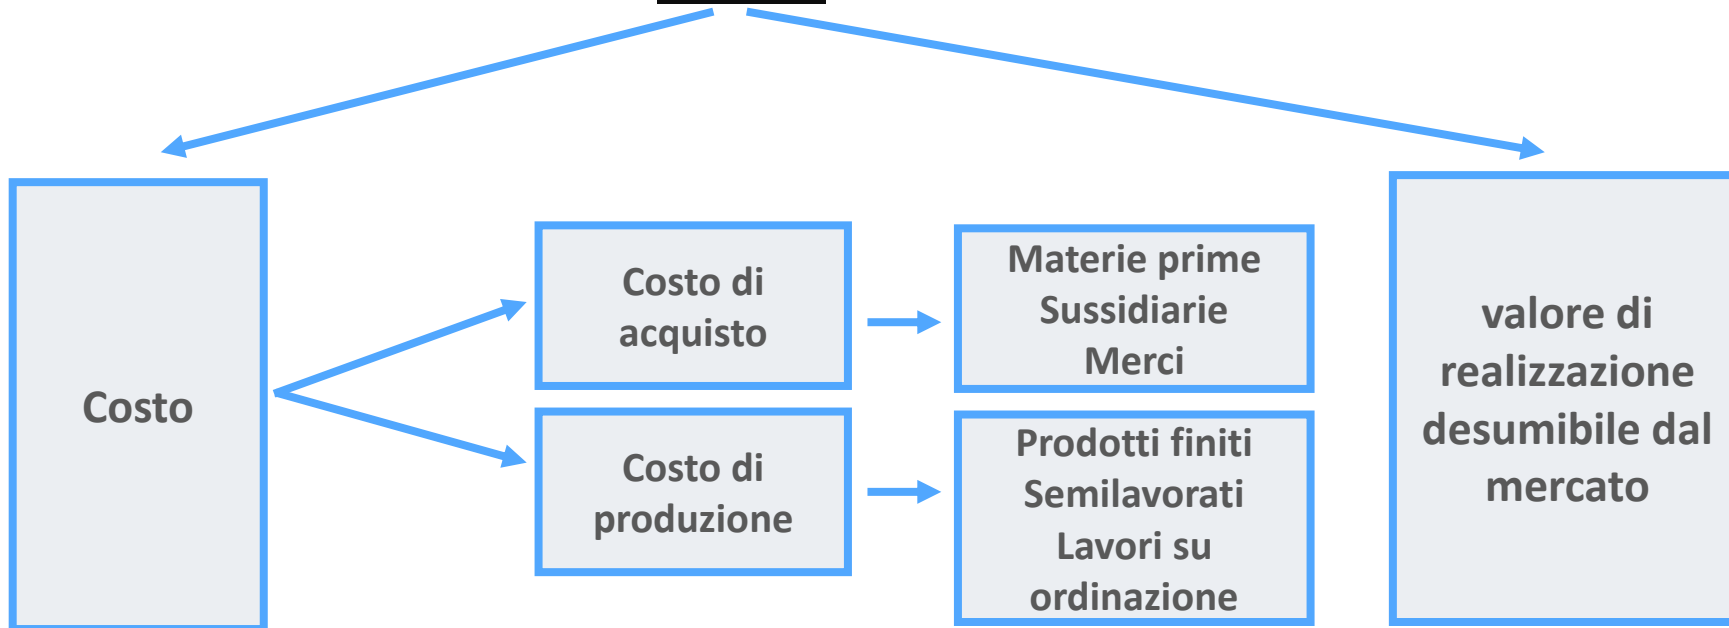 Costo
Costo di
acquisto
Materie prime
Sussidiarie
Merci
Costo di
produzione
Prodotti finiti
Semilavorati
Lavori su
ordinazione
valore di
realizzazione
desumibile dal
mercato